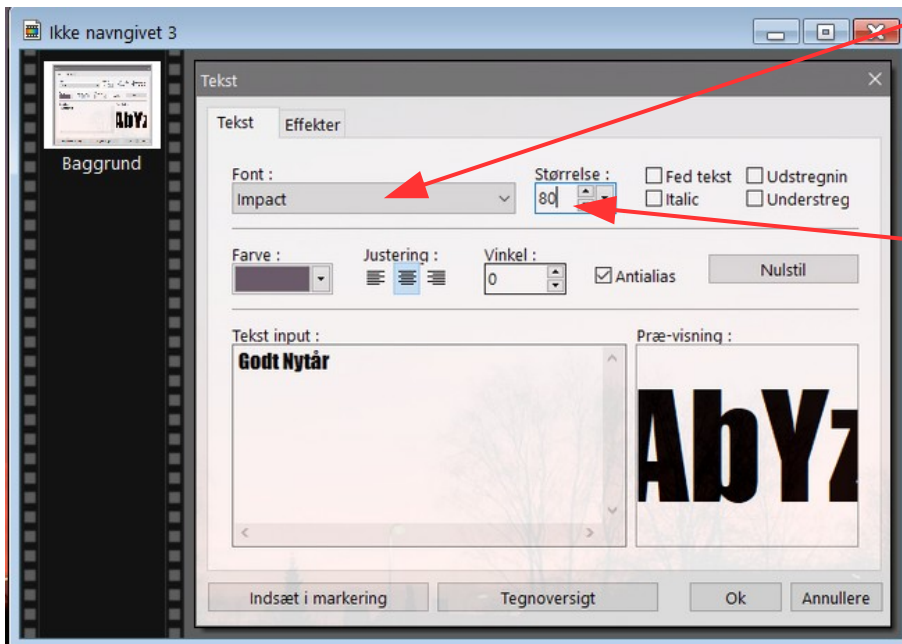 Ikke navngivet 3
Baggrund
Tekst
Tekst Effekter
Font : Størrelse : Fed tekst Udstregnin
Impact 80 Italic Understreg
Farve : Justering : Vinkel :
0 Antialias Nulstil
Tekst input : Præ-visning :
Godt Nytår
AbYz
Indsæt i markering Tegnoversigt Ok Annullere